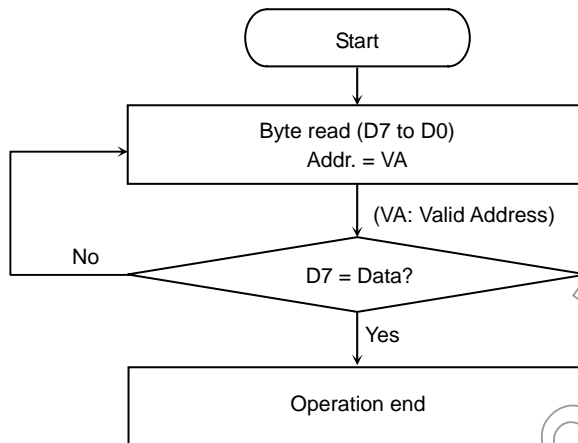 Start
Byte read (D7 to D0)
Addr. = VA
(VA: Valid Address)
No
D7 = Data?
Yes
Operation end